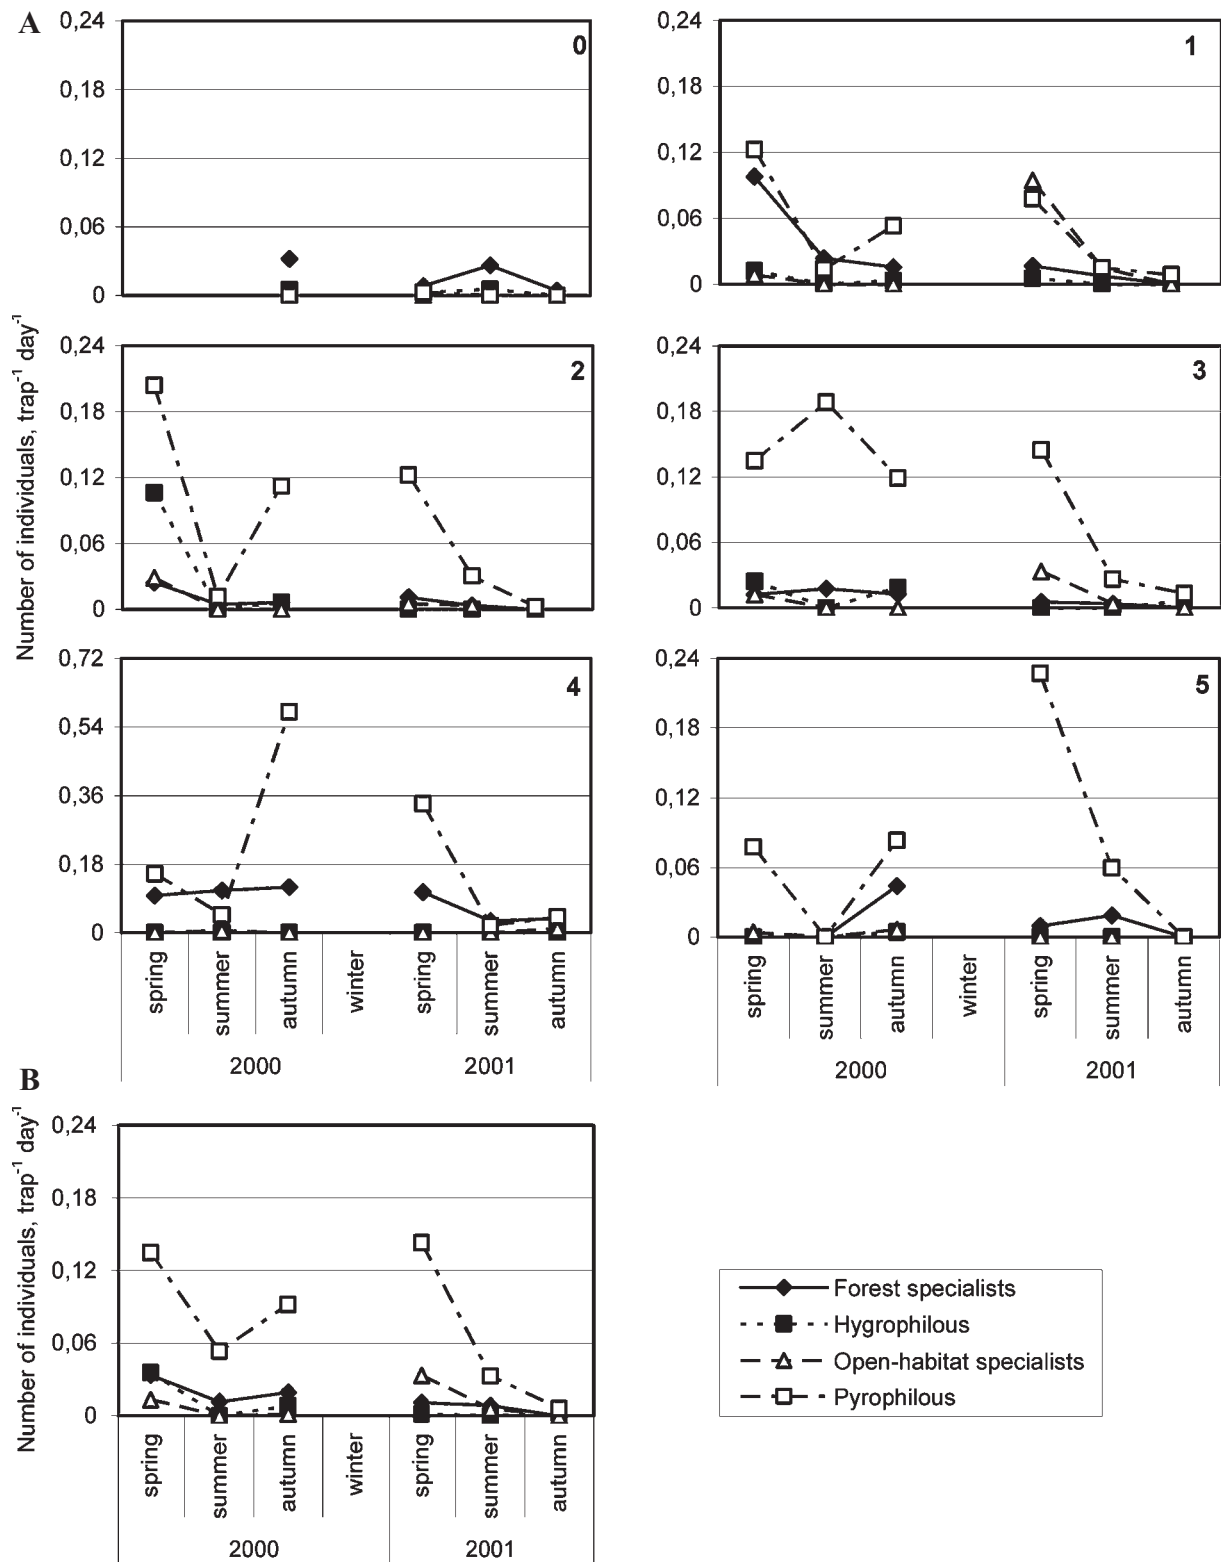 A
0,24
0,18
0,12
0,06
0
0
0,24
0,18
0,12
0,06
0
1
Number of individuals, trap-1 day-1
0,24
0,18
0,12
0,06
0
2
0,24
0,18
0,12
0,06
0
3
0,72
0,54
0,36
0,18
0
4
spring
summer
autumn
winter
spring
summer
autumn
2000
2001
0,24
0,18
0,12
0,06
0
5
spring
summer
autumn
winter
spring
summer
autumn
2000
2001
B
Number of individuals, trap-1 day-1
0,24
0,18
0,12
0,06
0
spring
summer
autumn
winter
spring
summer
autumn
2000
2001
Forest specialists
Hygrophilous
Open-habitat specialists
Pyrophilous